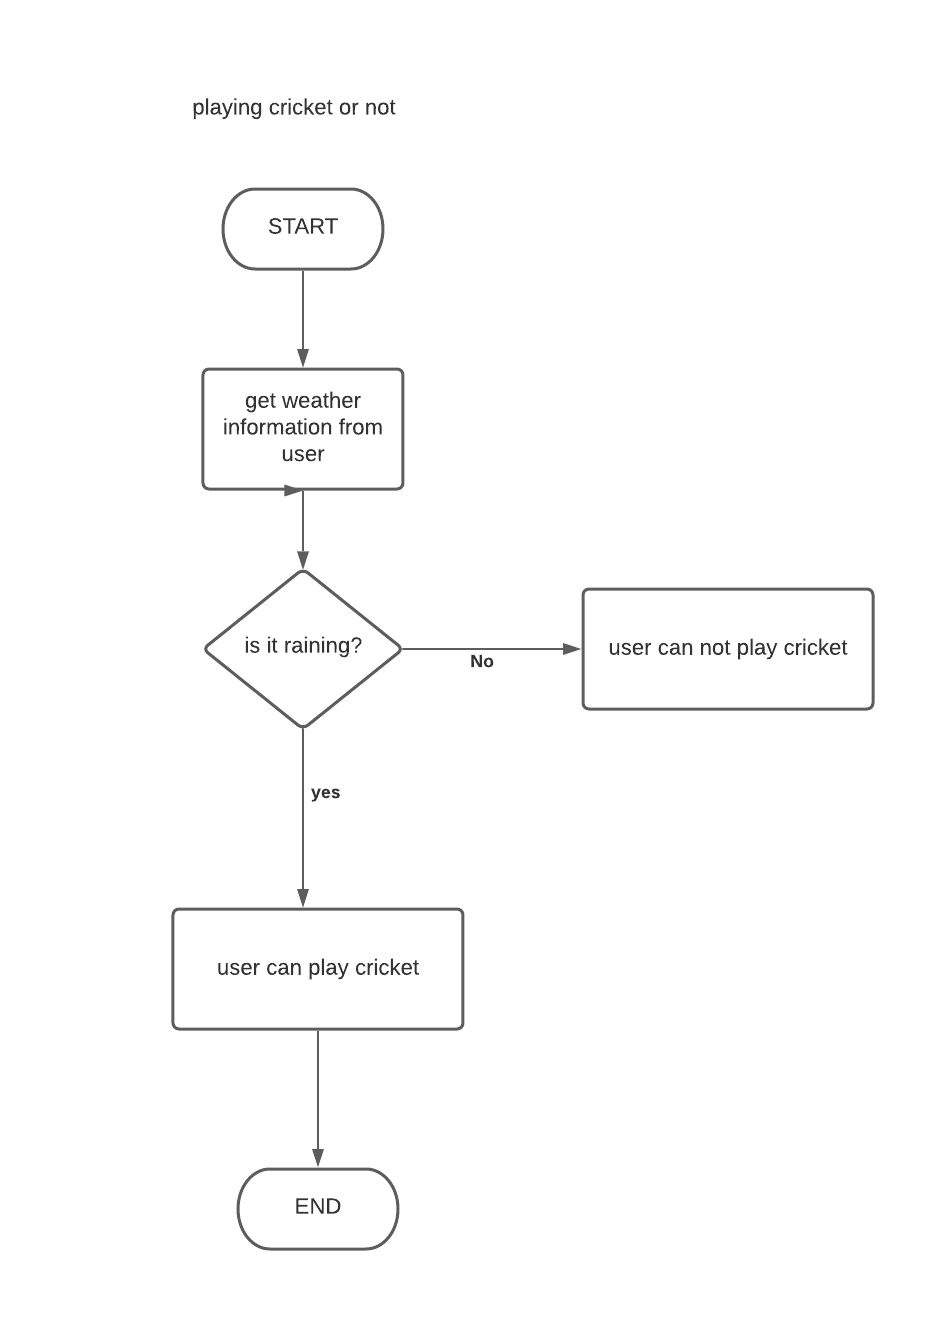 playing cricket or not
START
get weather
information from
user
is it raining?
No
user can not play cricket
yes
user can play cricket
END